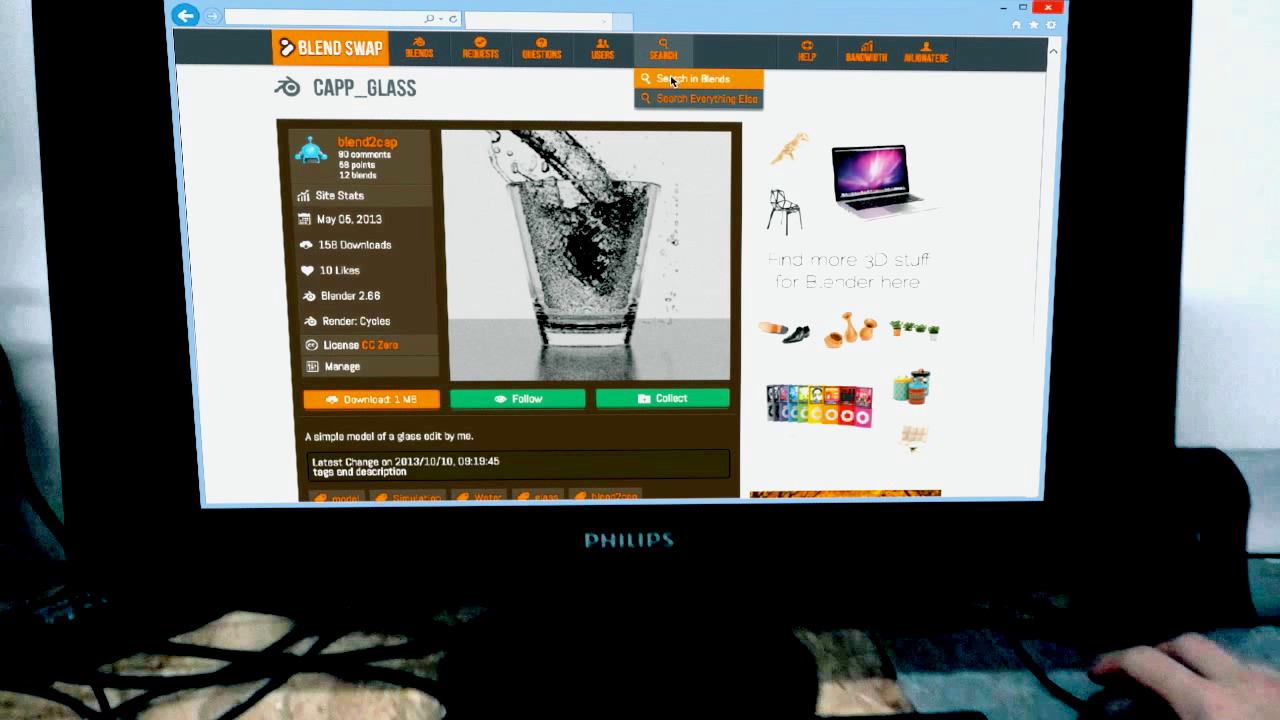 BLEND SWAP
BLENDS
REQUESTS
QUESTIONS
USERS
SEARCH
HELP
BANDWIDTH
Search in Blends
Search Everything Else
CAPP_GLASS
blend2cap
58 points
12 blends
Site Stats
May 05, 2013
158 Downloads
10 Likes
Blender 2.66
Render: Cycles
License CC Zero
Manage
Download: 1 MB
Follow
Collect
A simple model of a glass edit by me.
Latest Change on 2013/10/10, 09:19:45
tags and description
model
Simulation
Water
glass
blend2cap
Find more 3D stuff
for Blender here
PHILIPS